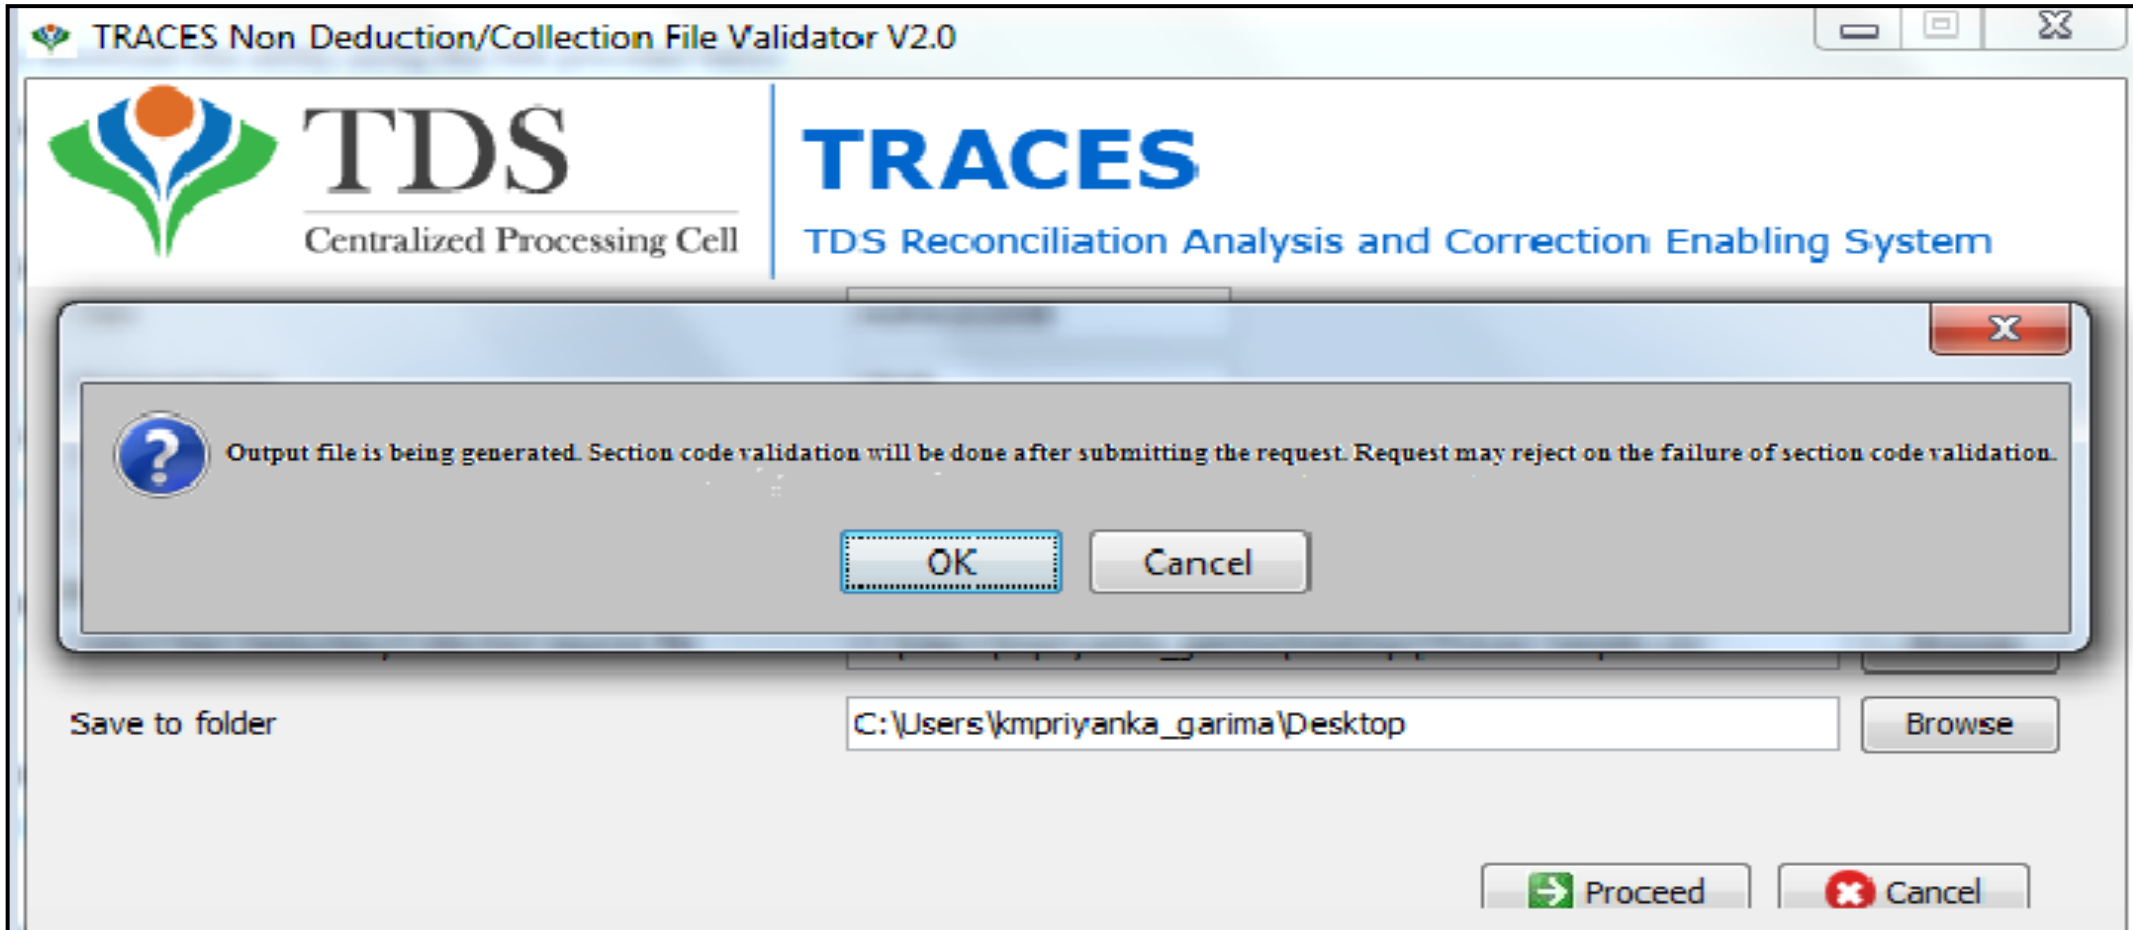 TRACES Non Deduction/Collection File Validator V2.0
TDS
Centralized Processing Cell
TRACES
TDS Reconciliation Analysis and Correction Enabling System
Output file is being generated. Section code validation will be done after submitting the request. Request may reject on the failure of section code validation.
OK
Cancel
Save to folder
C:\Users\kmpriyanka_garima\Desktop
Browse
Proceed
Cancel